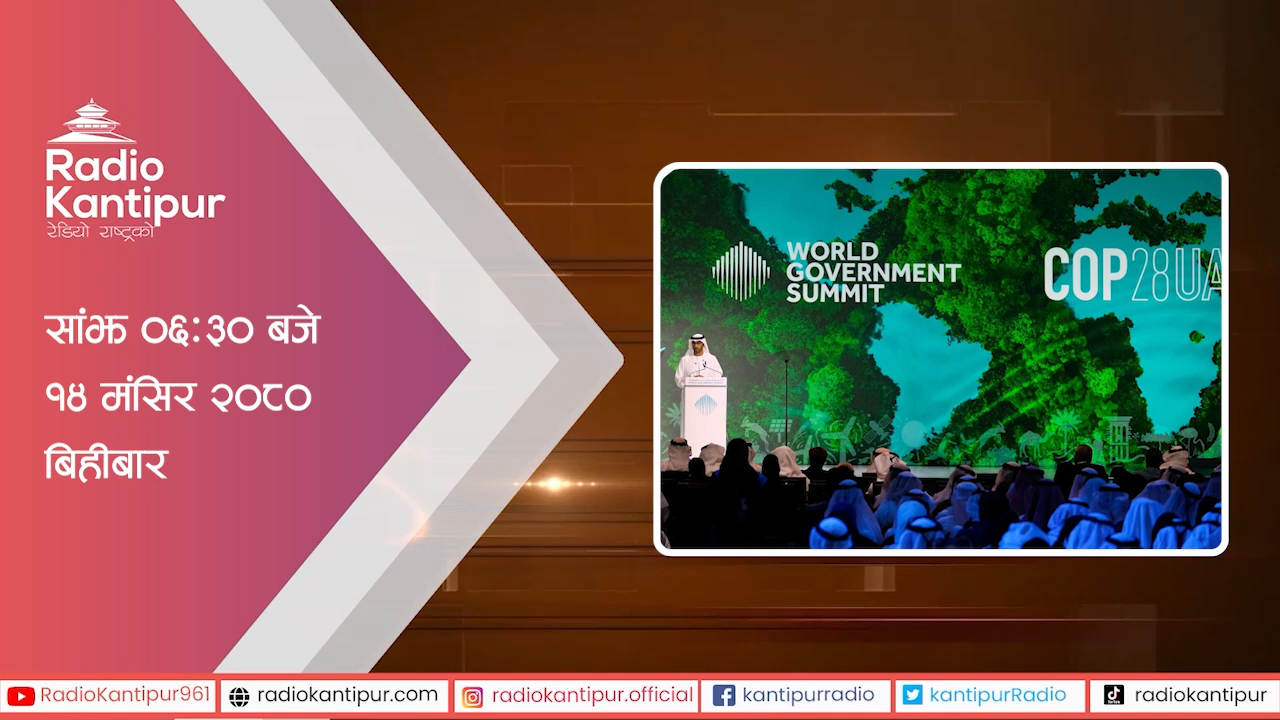 Radio
Kantipur
रेडियो राष्ट्रको
सांझ ०६:३० बजे
१४ मंसिर २०८०
बिहीबार
WORLD
GOVERNMENT
SUMMIT
COP28UA
RadioKantipur961
radiokantipur.com
radiokantipur.official
kantipurradio
kantipurRadio
radiokantipur